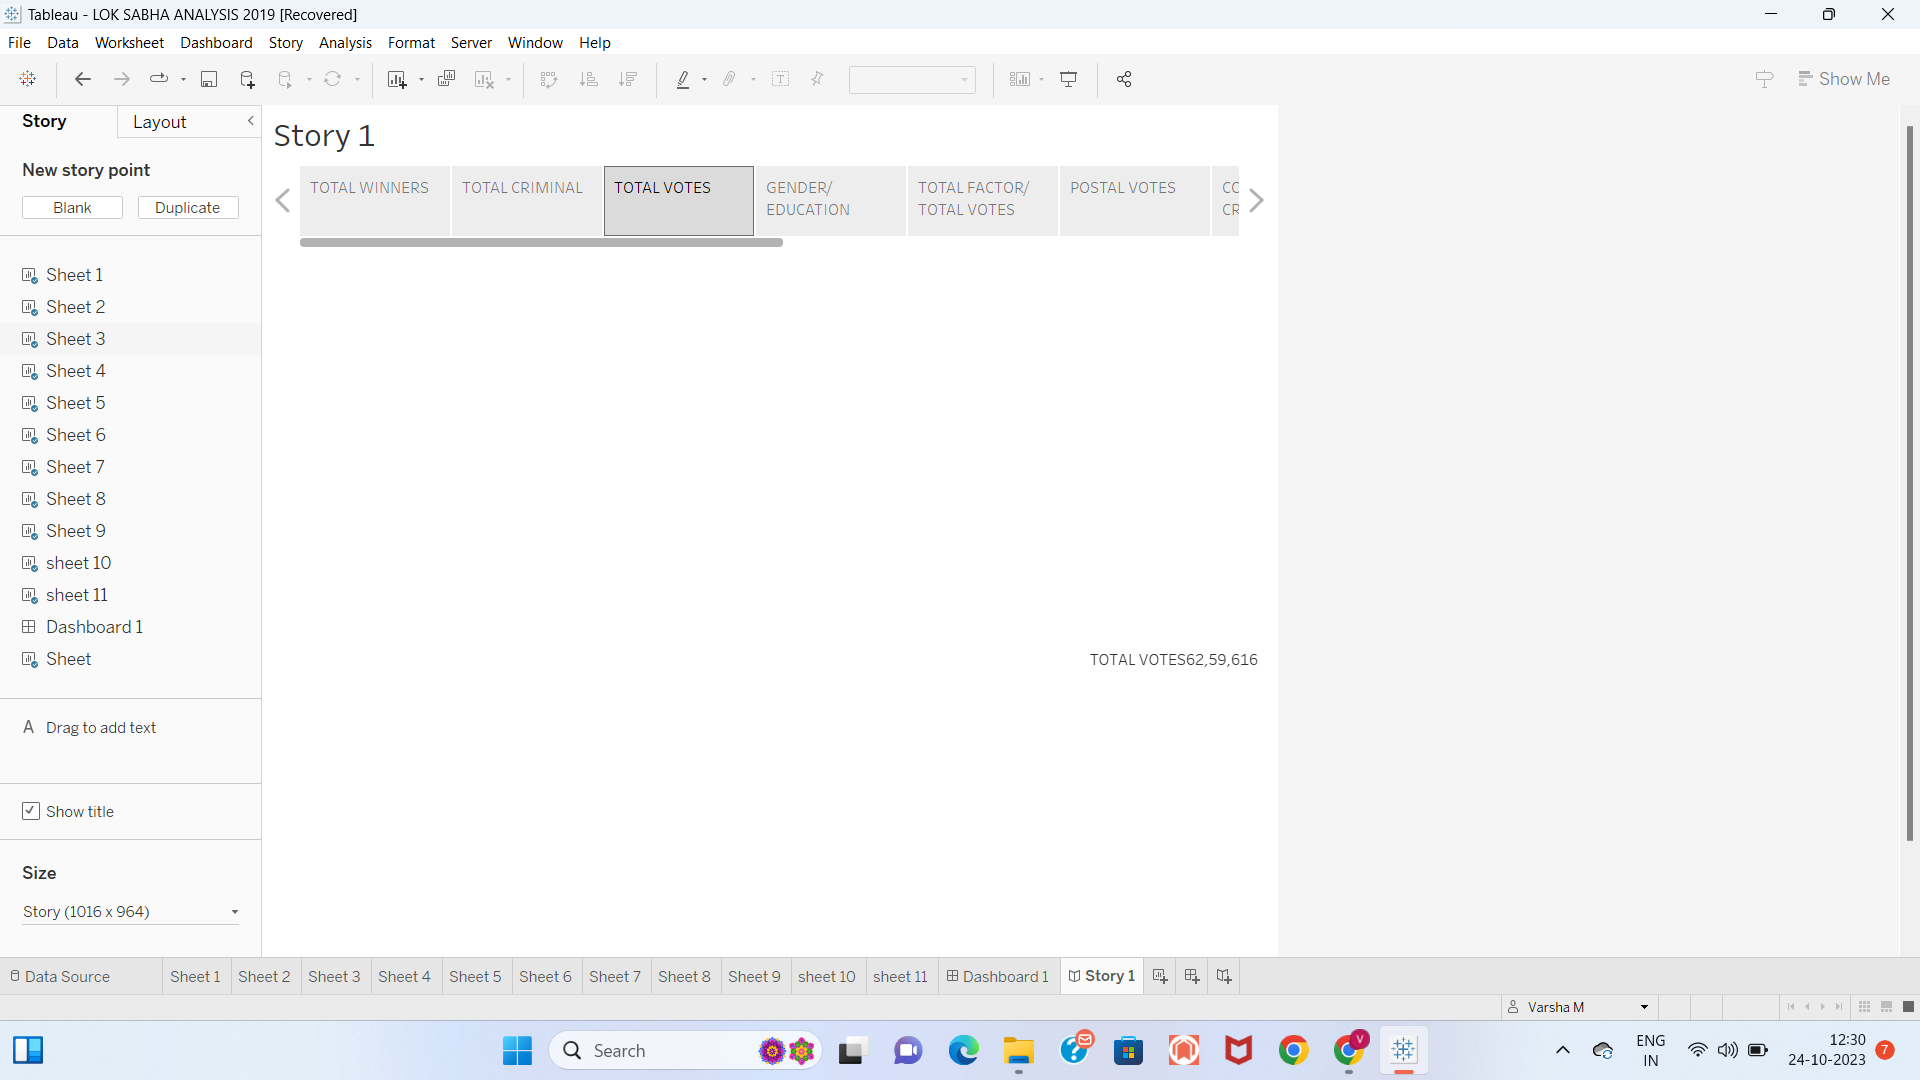 Tableau - LOK SABHA ANALYSIS 2019 [Recovered]
File Data Worksheet Dashboard Story Analysis Format Server Window Help
Show Me
Story Layout
New story point
Blank Duplicate
Sheet 1
Sheet 2
Sheet 3
Sheet 4
Sheet 5
Sheet 6
Sheet 7
Sheet 8
Sheet 9
sheet 10
sheet 11
Dashboard 1
Sheet
A Drag to add text
Show title
Size
Story (1016 x 964)
Story 1
TOTAL WINNERS
TOTAL CRIMINAL
TOTAL VOTES
GENDER/
EDUCATION
TOTAL FACTOR/
TOTAL VOTES
POSTAL VOTES
CO
CR
TOTAL VOTES62,59,616
Data Source Sheet 1 Sheet 2 Sheet 3 Sheet 4 Sheet 5 Sheet 6 Sheet 7 Sheet 8 Sheet 9 sheet 10 sheet 11 Dashboard 1 Story 1
Varsha M
Search
V
ENG
IN
12:30
24-10-2023
7